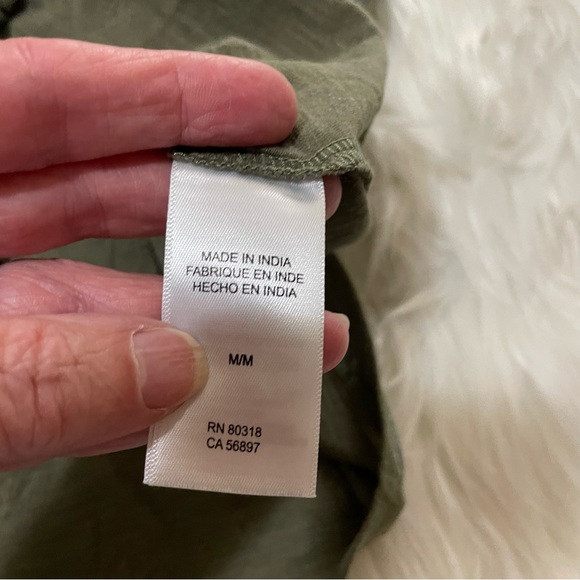 MADE IN INDIA
FABRIQUE EN INDE
HECHO EN INDIA
M/M
RN 80318
CA 56897